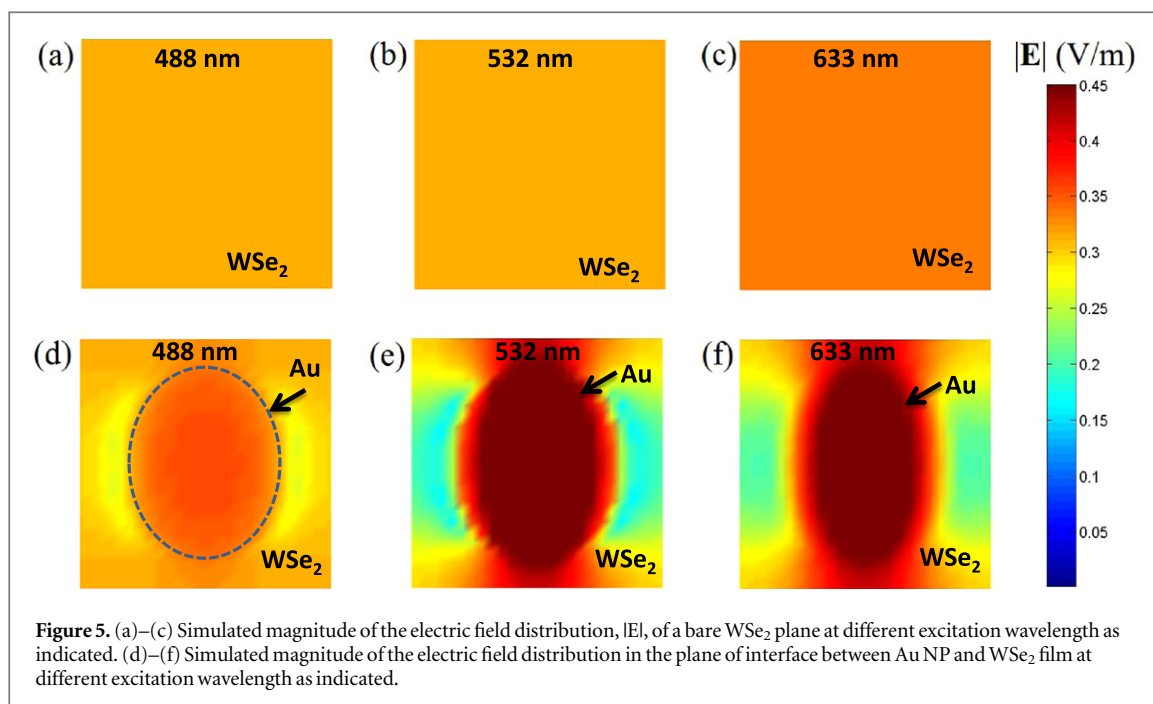 (a) 488 nm (b) 532 nm (c) 633 nm |E| (V/m)
0.45
0.4
0.35
WSe₂ WSe₂ WSe₂
0.3
0.25
(d) 488 nm (e) 532 nm (f) 633 nm
Au Au Au
0.2
0.15
0.1
WSe₂ WSe₂ WSe₂
0.05
Figure 5. (a)–(c) Simulated magnitude of the electric field distribution, |E|, of a bare WSe₂ plane at different excitation wavelength as
indicated. (d)–(f) Simulated magnitude of the electric field distribution in the plane of interface between Au NP and WSe₂ film at
different excitation wavelength as indicated.